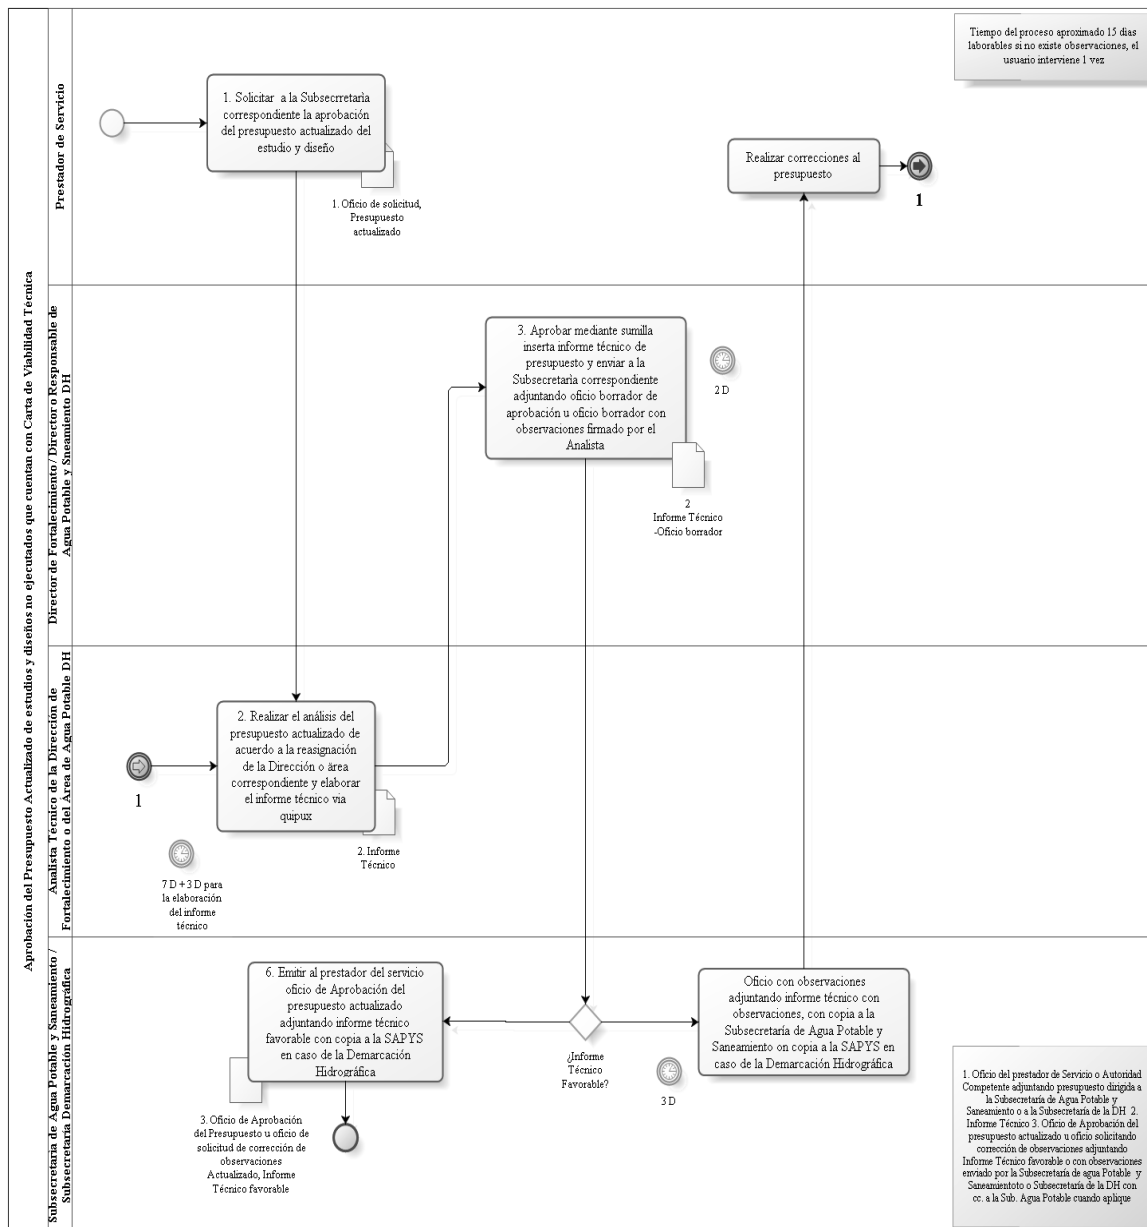 Aprobación del Presupuesto Actualizado de estudios y diseños no ejecutados que cuentan con Carta de Viabilidad Técnica
Prestador de Servicio
Tiempo del proceso aproximado 15 dias
laborables si no existe observaciones, el
usuario interviene 1 vez
1. Solicitar a la Subsecrretaría
correspondiente la aprobación
del presupuesto actualizado del
estudio y diseño
1. Oficio de solicitud,
Presupuesto
actualizado
Realizar correcciones al
presupuesto
1
Director de Fortalecimiento/ Director o Responsable de
Agua Potable y Sneamiento DH
3. Aprobar mediante sumilla
inserta informe técnico de
presupuesto y enviar a la
Subsecretaría correspondiente
adjuntando oficio borrador de
aprobación u oficio borrador con
observaciones firmado por el
Analista
2 D
2
Informe Técnico
-Oficio borrador
Analista Técnico de la Dirección de
Fortalecimiento o del Área de Agua Potable DH
2. Realizar el análisis del
presupuesto actualizado de
acuerdo a la reasignación
de la Dirección o área
correspondiente y elaborar
el informe técnico via
quipux
1
2. Informe
Técnico
7 D + 3 D para
la elaboración
del informe
técnico
Subsecretaria de Agua Potable y Saneamiento /
Subsecretaría Demarcación Hidrográfica
6. Emitir al prestador del servicio
oficio de Aprobación del
presupuesto actualizado
adjuntando informe técnico
favorable con copia a la SAPYS
en caso de la Demarcación
Hidrográfica
3. Oficio de Aprobación
del Presupuesto u oficio de
solicitud de corrección de
observaciones
Actualizado, Informe
Técnico favorable
¿Informe
Técnico
Favorable?
3 D
Oficio con observaciones
adjuntando informe técnico con
observaciones, con copia a la
Subsecretaría de Agua Potable y
Saneamiento on copia a la SAPYS
en caso de la Demarcación Hidrográfica
1. Oficio del prestador de Servicio o Autoridad
Competente adjuntando presupuesto dirigida a
la Subsecretaría de Agua Potable y
Saneamiento o a la Subsecretaría de la DH 2.
Informe Técnico 3. Oficio de Aprobación del
presupuesto actualizado u oficio solicitando
corrección de observaciones adjuntando
Informe Técnico favorable o con observaciones
enviado por la Subsecretaría de agua Potable y
Saneamientoto o Subsecretaría de la DH con
cc. a la Sub. Agua Potable cuando aplique